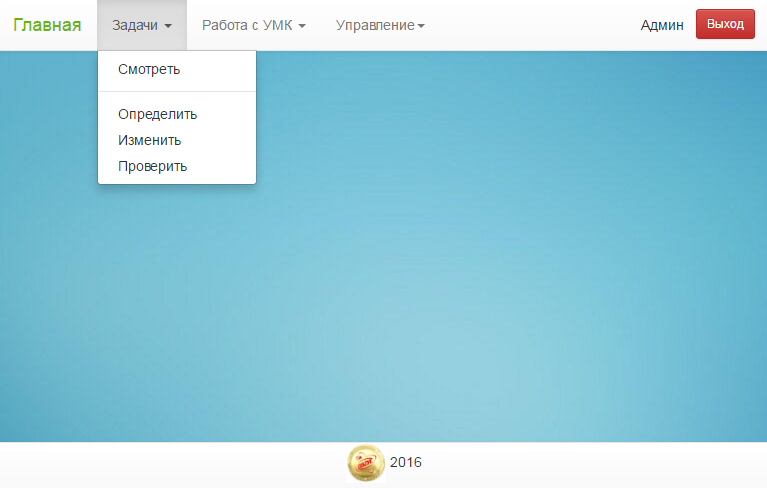 Главная Задачи Работа с УМК Управление Админ Выход
Смотреть
Определить
Изменить
Проверить
2016